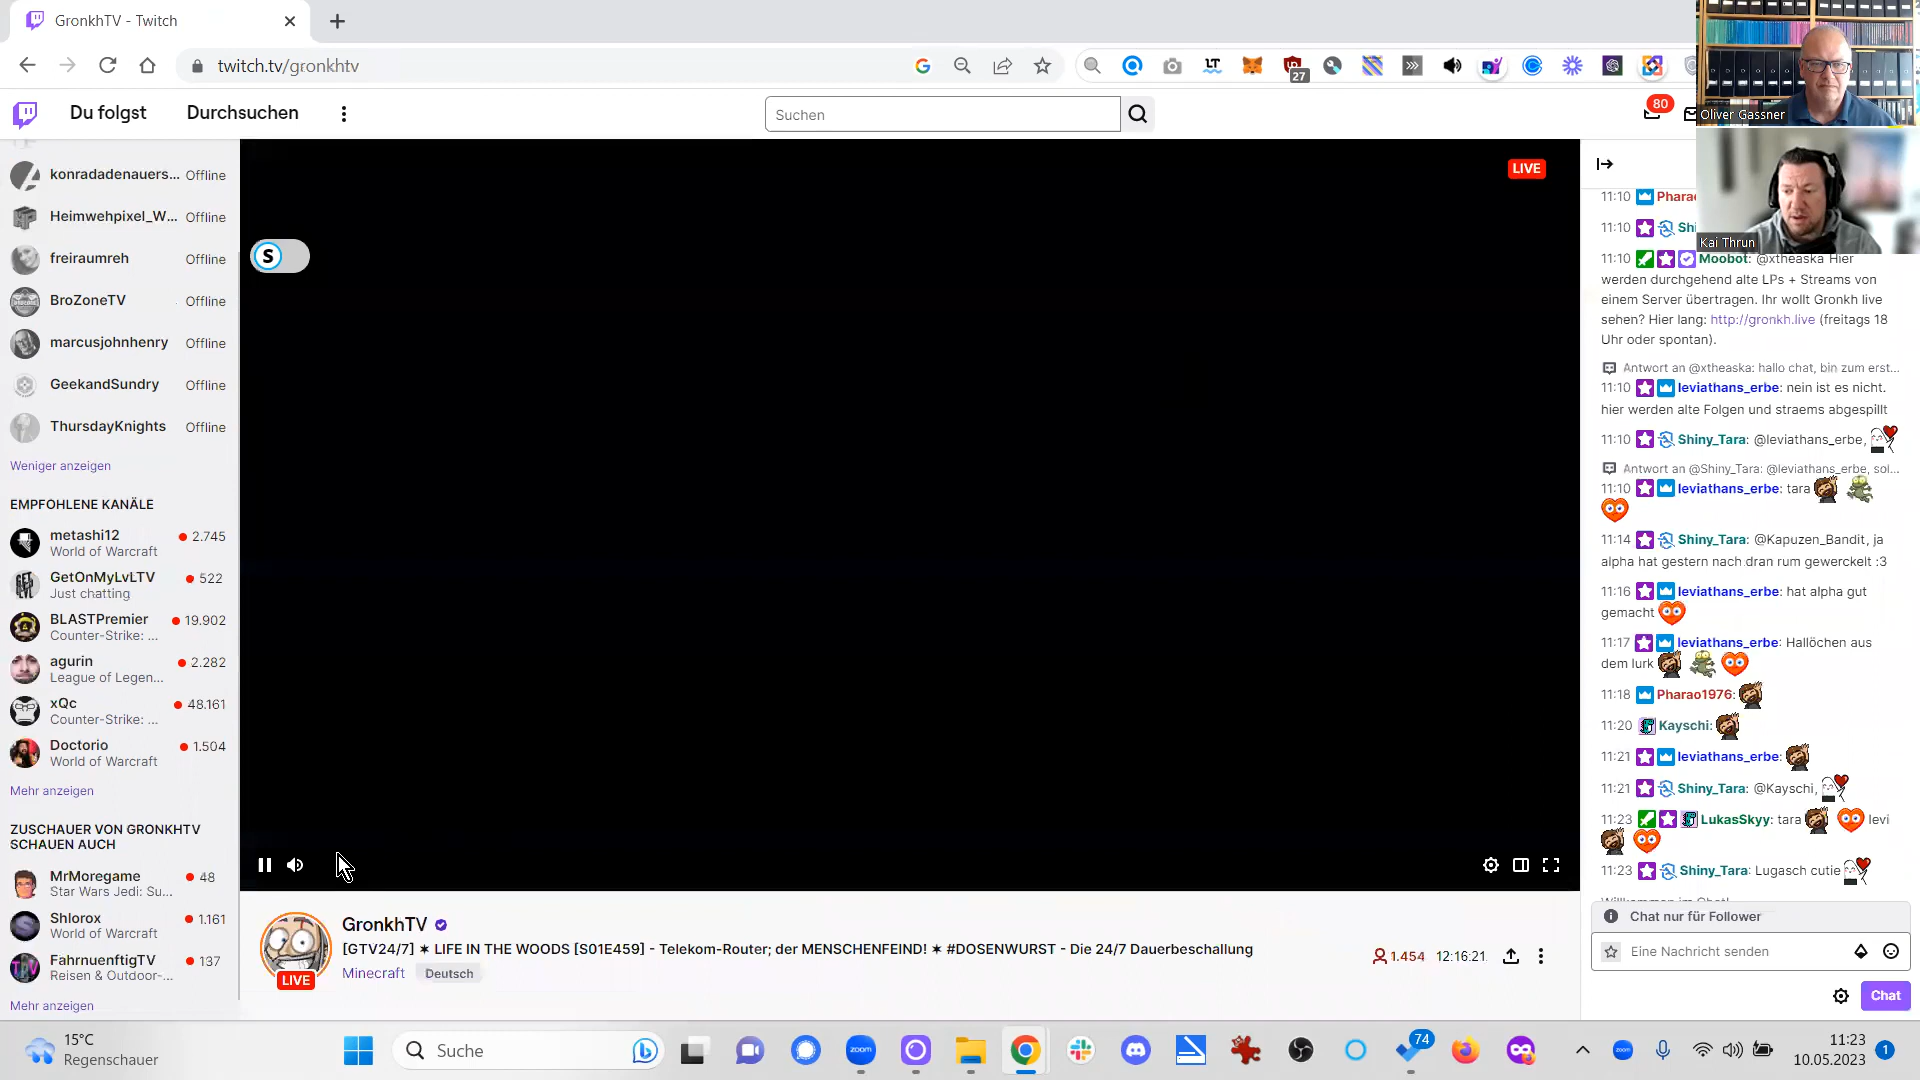 GronkhTV - Twitch
twitch.tv/gronkhtv
27
Du folgst
Durchsuchen
Suchen
80
Oliver Gassner
Kai Thrun
konradadenauers... Offline
Heimwehpixel_W... Offline
freiraumreh Offline
BroZoneTV Offline
marcusjohnhenry Offline
GeekandSundry Offline
ThursdayKnights Offline
Weniger anzeigen
EMPFOHLENE KANÄLE
metashi12 2.745
World of Warcraft
GetOnMyLvLTV 522
Just chatting
BLASTPremier 19.902
Counter-Strike: ...
agurin 2.282
League of Legen...
xQc 48.161
Counter-Strike: ...
Doctorio 1.504
World of Warcraft
Mehr anzeigen
ZUSCHAUER VON GRONKHTV
SCHAUEN AUCH
MrMoregame 48
Star Wars Jedi: Su...
Shlorox 1.161
World of Warcraft
FahrnuenftigTV 137
Reisen & Outdoor-...
Mehr anzeigen
LIVE
S
GronkhTV
[GTV24/7] ✶ LIFE IN THE WOODS [S01E459] - Telekom-Router; der MENSCHENFEIND! ✶ #DOSENWURST - Die 24/7 Dauerbeschallung
Minecraft Deutsch
LIVE
1.454 12:16:21
11:10 Pharao
11:10 Shi
11:10 Moobot: @xtheaska Hier
werden durchgehend alte LPs + Streams von
einem Server übertragen. Ihr wollt Gronkh live
sehen? Hier lang: http://gronkh.live (freitags 18
Uhr oder spontan).
Antwort an @xtheaska: hallo chat, bin zum erst...
11:10 leviathans_erbe: nein ist es nicht.
hier werden alte Folgen und straems abgespillt
11:10 Shiny_Tara: @leviathans_erbe,
Antwort an @Shiny_Tara: @leviathans_erbe, sol...
11:10 leviathans_erbe: tara
11:14 Shiny_Tara: @Kapuzen_Bandit, ja
alpha hat gestern nach dran rum gewerckelt :3
11:16 leviathans_erbe: hat alpha gut
gemacht
11:17 leviathans_erbe: Hallöchen aus
dem lurk
11:18 Pharao1976:
11:20 Kayschi:
11:21 leviathans_erbe:
11:21 Shiny_Tara: @Kayschi,
11:23 LukasSkyy: tara levi
11:23 Shiny_Tara: Lugasch cutie
Willkommen im Chat!
Chat nur für Follower
Eine Nachricht senden
Chat
15°C
Regenschauer
Suche
zoom
74
zoom
11:23
10.05.2023
1